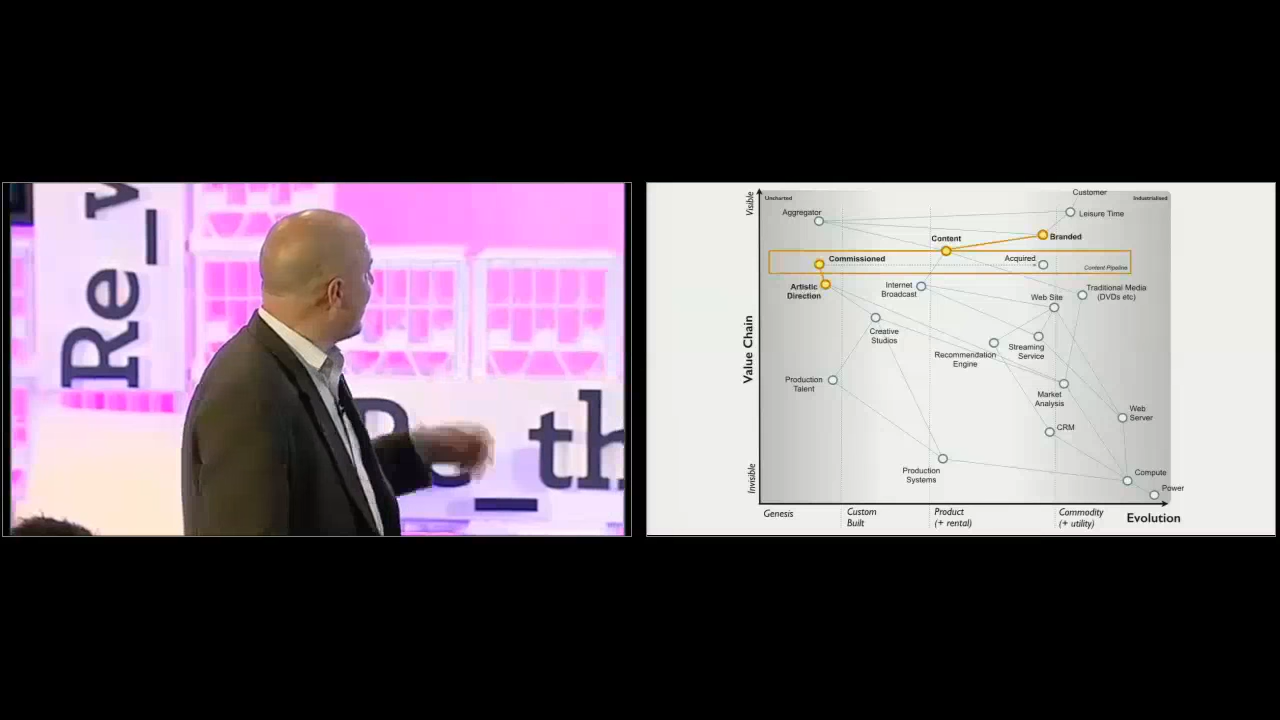 Re_
Re_th
Visible
Value Chain
Invisible
Uncharted
Customer
Industrialised
Aggregator
Leisure Time
Content
Branded
Commissioned
Acquired
Content Pipeline
Artistic
Direction
Internet
Broadcast
Web Site
Traditional Media
(DVDs etc)
Creative
Studios
Recommendation
Engine
Streaming
Service
Production
Talent
Market
Analysis
Web
Server
CRM
Production
Systems
Compute
Power
Genesis
Custom
Built
Product
(+ rental)
Commodity
(+ utility)
Evolution